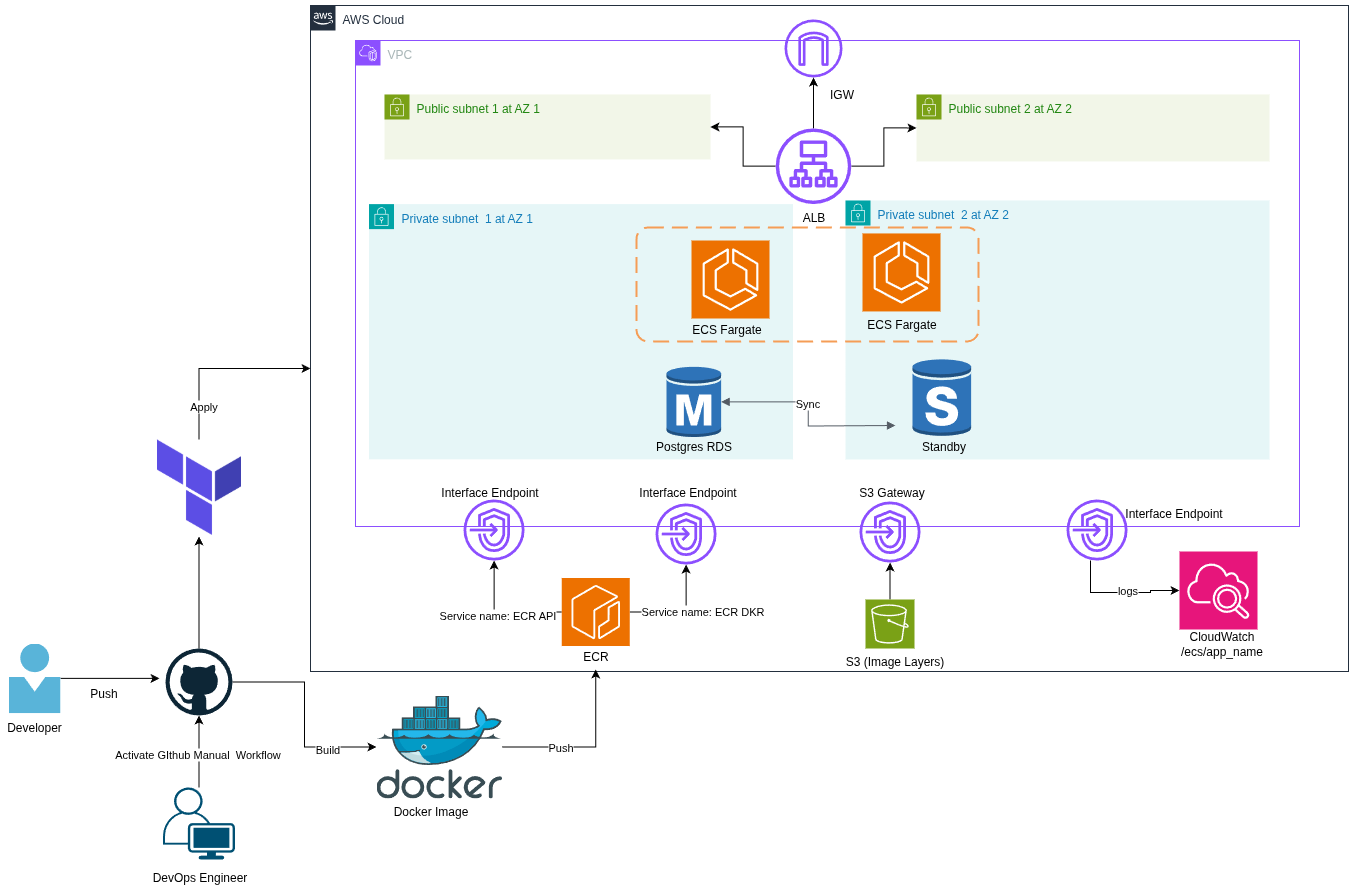 aws
AWS Cloud
VPC
IGW
Public subnet 1 at AZ 1
Public subnet 2 at AZ 2
ALB
Private subnet  1 at AZ 1
Private subnet  2 at AZ 2
ECS Fargate
ECS Fargate
M
S
Sync
Postgres RDS
Standby
Apply
Interface Endpoint
Interface Endpoint
S3 Gateway
Interface Endpoint
Service name: ECR API
Service name: ECR DKR
logs
ECR
S3 (Image Layers)
CloudWatch
/ecs/app_name
Push
Developer
Activate GIthub Manual  Workflow
Build
Push
docker
Docker Image
DevOps Engineer